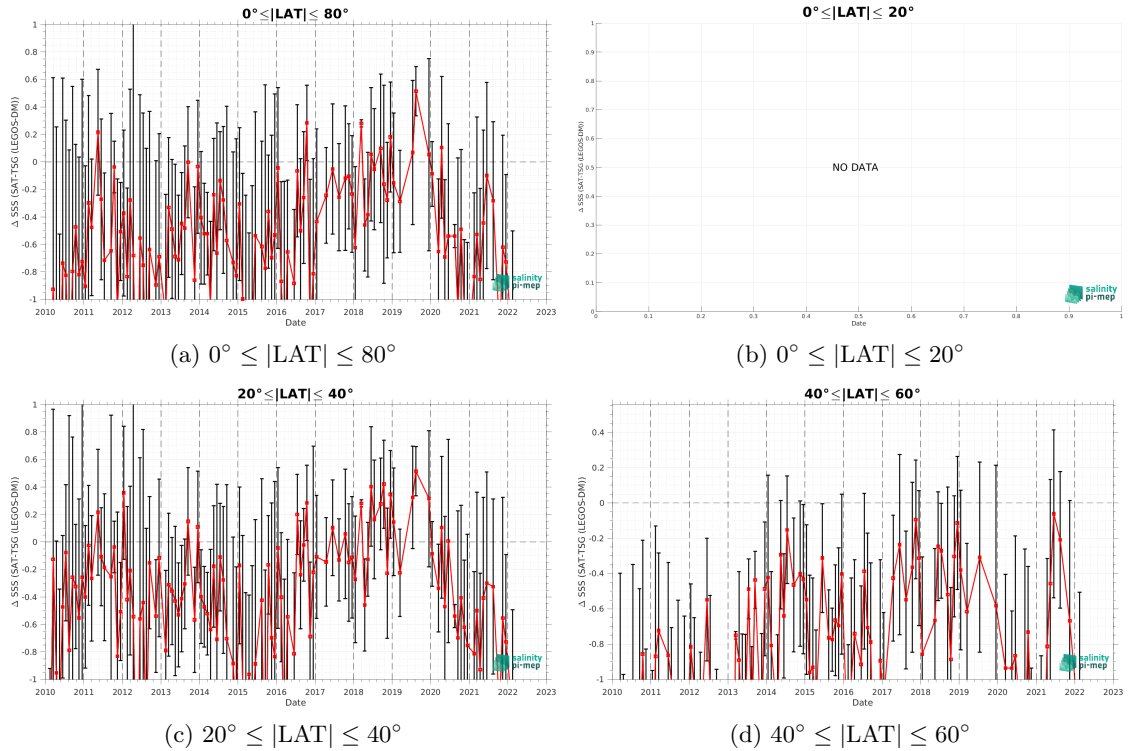 0°≤|LAT|≤ 80°
Δ SSS (SAT-TSG (LEGOS-DM))
1
0.8
0.6
0.4
0.2
0
-0.2
-0.4
-0.6
-0.8
-1
2010 2011 2012 2013 2014 2015 2016 2017 2018 2019 2020 2021 2022 2023
Date
salinity
pi-mep
(a) 0° ≤ |LAT| ≤ 80°
0°≤|LAT|≤ 20°
Δ SSS (SAT-TSG (LEGOS-DM))
1
0.9
0.8
0.7
0.6
0.5
0.4
0.3
0.2
0.1
0
NO DATA
0 0.1 0.2 0.3 0.4 0.5 0.6 0.7 0.8 0.9 1
Date
salinity
pi-mep
(b) 0° ≤ |LAT| ≤ 20°
20°≤|LAT|≤ 40°
Δ SSS (SAT-TSG (LEGOS-DM))
1
0.8
0.6
0.4
0.2
0
-0.2
-0.4
-0.6
-0.8
-1
2010 2011 2012 2013 2014 2015 2016 2017 2018 2019 2020 2021 2022 2023
Date
salinity
pi-mep
(c) 20° ≤ |LAT| ≤ 40°
40°≤|LAT|≤ 60°
Δ SSS (SAT-TSG (LEGOS-DM))
0.4
0.2
0
-0.2
-0.4
-0.6
-0.8
-1
2010 2011 2012 2013 2014 2015 2016 2017 2018 2019 2020 2021 2022 2023
Date
salinity
pi-mep
(d) 40° ≤ |LAT| ≤ 60°